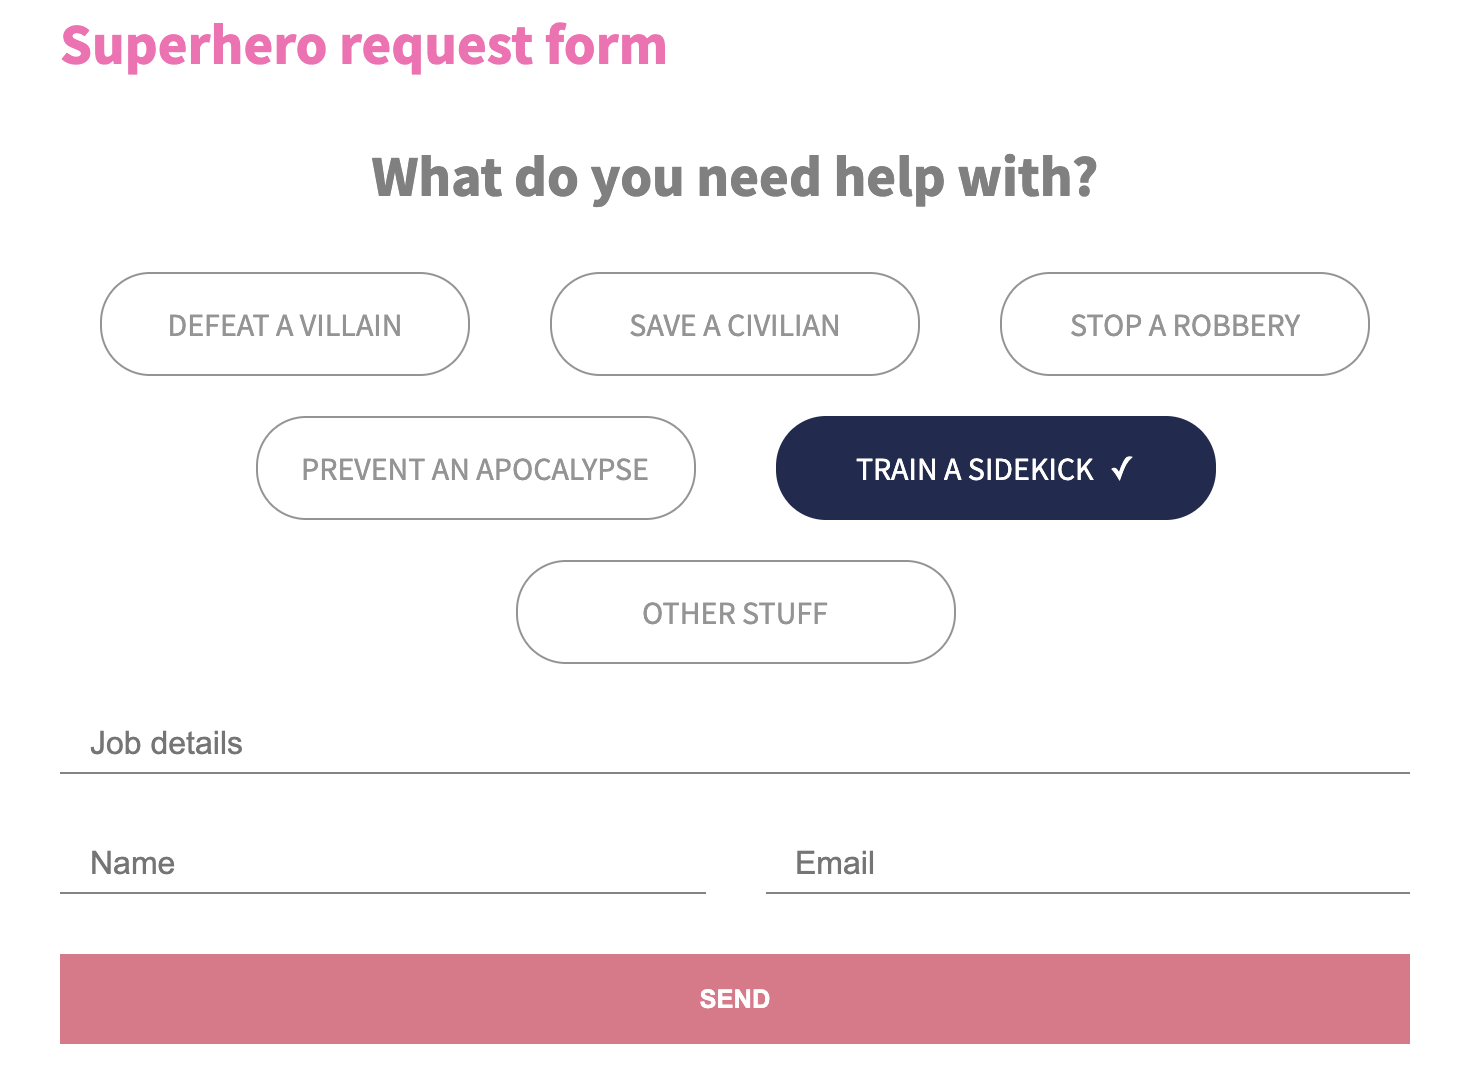 Superhero request form
What do you need help with?
DEFEAT A VILLAIN
SAVE A CIVILIAN
STOP A ROBBERY
PREVENT AN APOCALYPSE
TRAIN A SIDEKICK ✓
OTHER STUFF
Job details
Name
Email
SEND